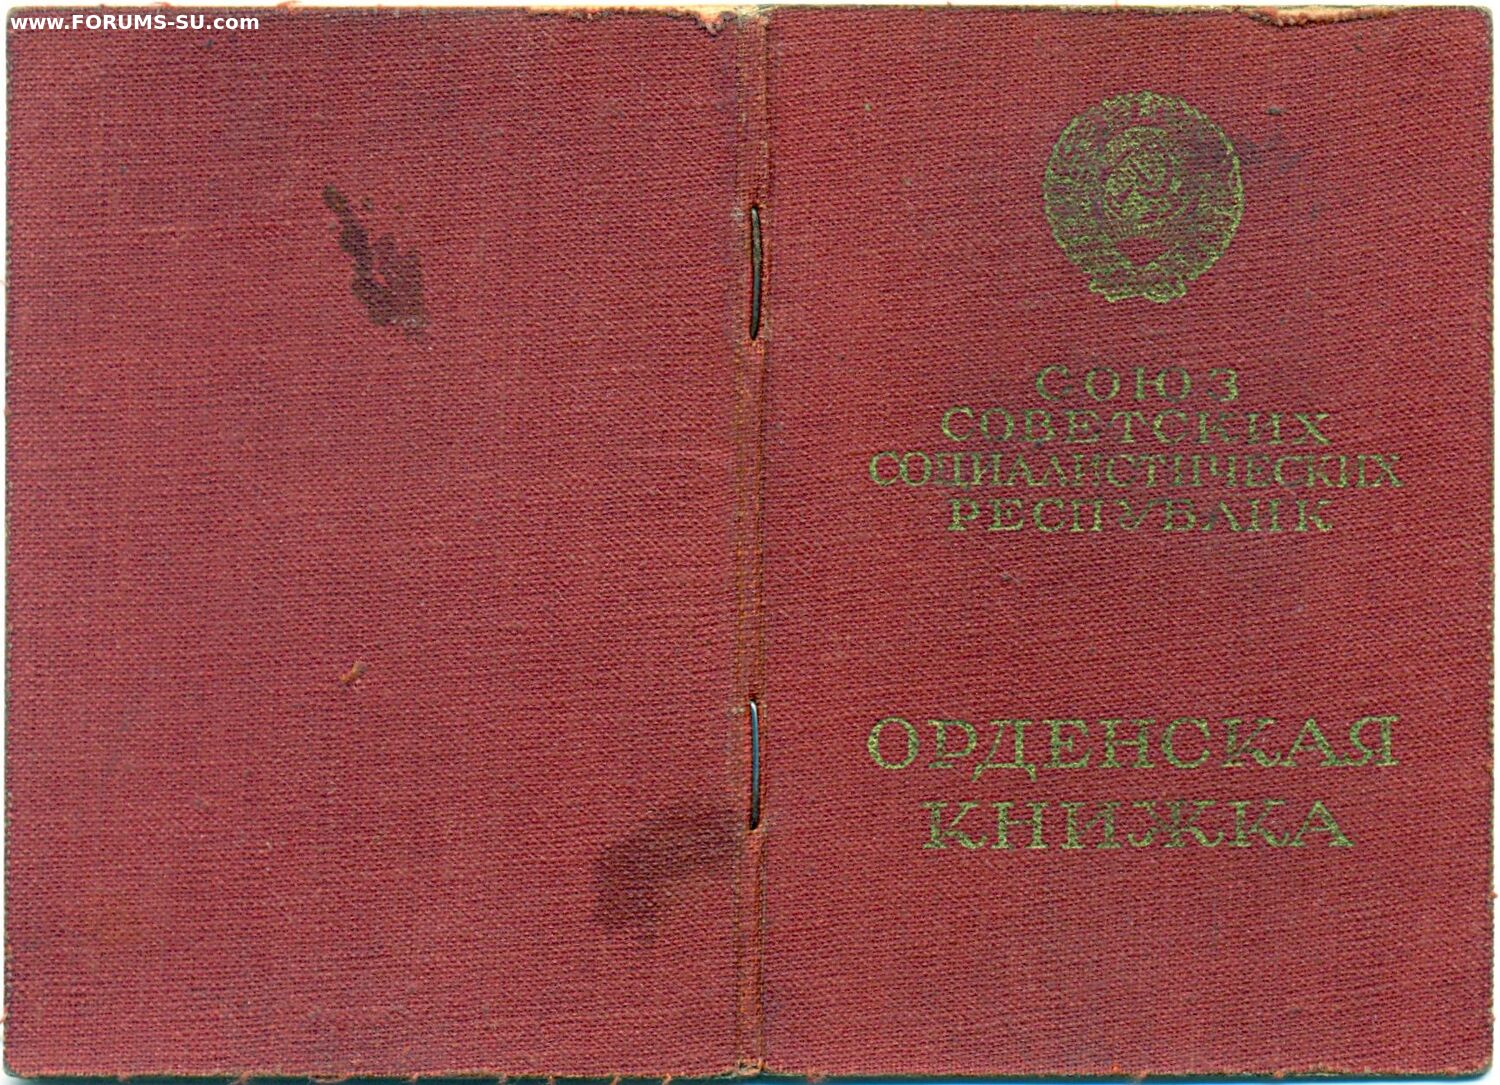 www.FORUMS-SU.com
СОЮЗ
СОВЕТСКИХ
СОЦИАЛИСТИЧЕСКИХ
РЕСПУБЛИК
ОРДЕНСКАЯ
КНИЖКА